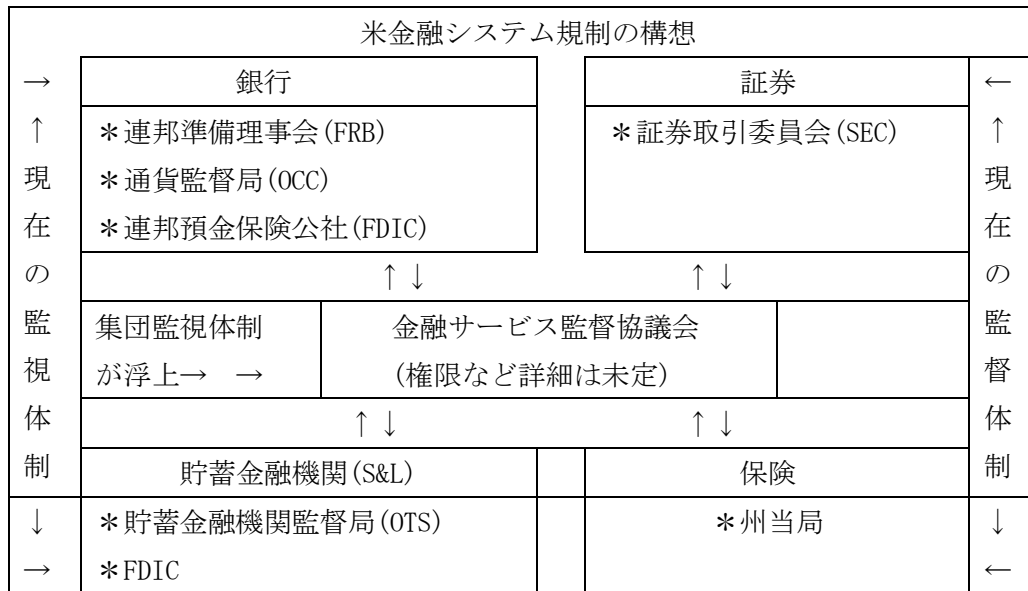 米金融システム規制の構想
→ 銀行 証券 ←
↑ ＊連邦準備理事会(FRB) ＊証券取引委員会(SEC) ↑
現 ＊通貨監督局(OCC) 現
在 ＊連邦預金保険公社(FDIC) 在
の ↑↓ ↑↓ の
監 集団監視体制 金融サービス監督協議会 監
視 が浮上→ → (権限など詳細は未定) 督
体 ↑↓ ↑↓ 体
制 貯蓄金融機関(S&L) 保険 制
↓ ＊貯蓄金融機関監督局(OTS) ＊州当局 ↓
→ ＊FDIC ←